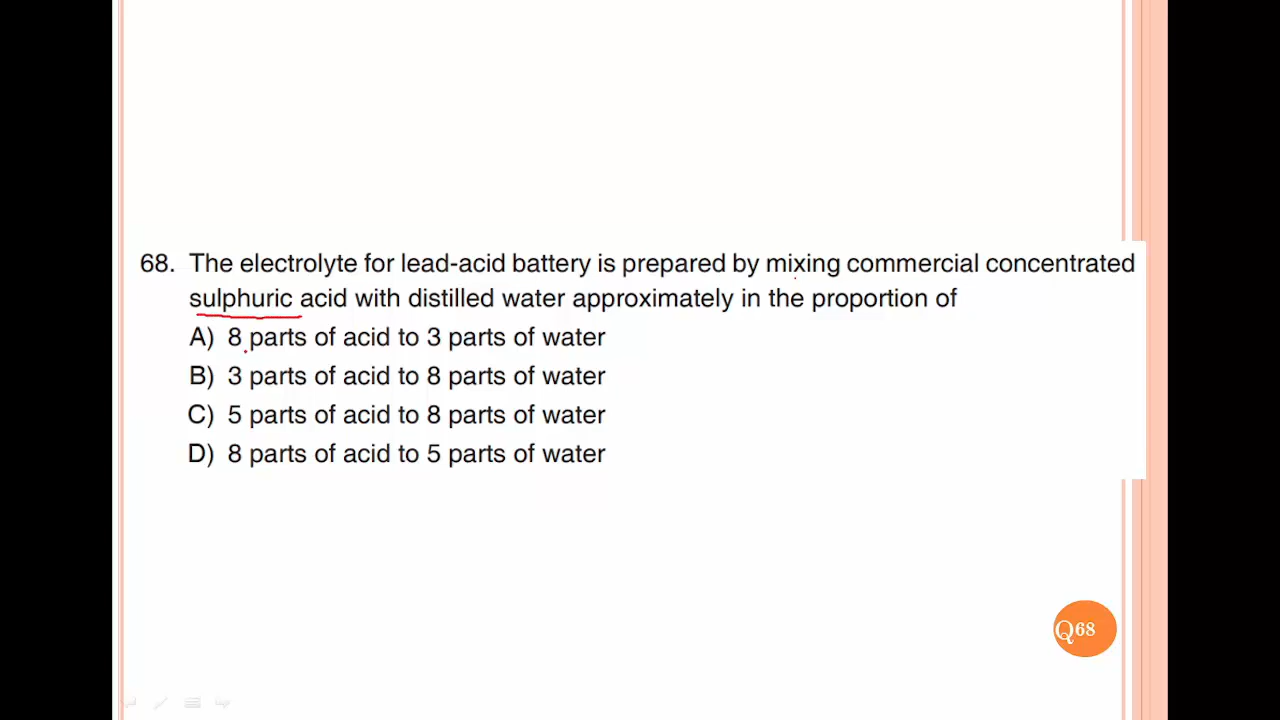 68. The electrolyte for lead-acid battery is prepared by mixing commercial concentrated
sulphuric acid with distilled water approximately in the proportion of
A) 8 parts of acid to 3 parts of water
B) 3 parts of acid to 8 parts of water
C) 5 parts of acid to 8 parts of water
D) 8 parts of acid to 5 parts of water
Q68